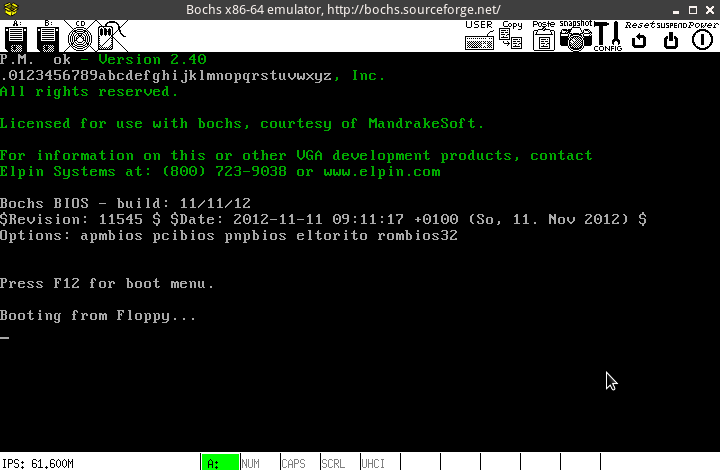 Bochs x86-64 emulator, http://bochs.sourceforge.net/
A: B: CD USER Copy Paste snapshot CONFIG Reset SUSPEND Power
P.M.  ok - Version 2.40
.0123456789abcdefghijklmnopqrstuvwxyz, Inc.
All rights reserved.
Licensed for use with bochs, courtesy of MandrakeSoft.
For information on this or other VGA development products, contact
Elpin Systems at: (800) 723-9038 or www.elpin.com
Bochs BIOS - build: 11/11/12
$Revision: 11545 $ $Date: 2012-11-11 09:11:17 +0100 (So, 11. Nov 2012) $
Options: apmbios pcibios pnpbios eltorito rombios32
Press F12 for boot menu.
Booting from Floppy...
_
IPS: 61.600M A: NUM CAPS SCRL UHCI